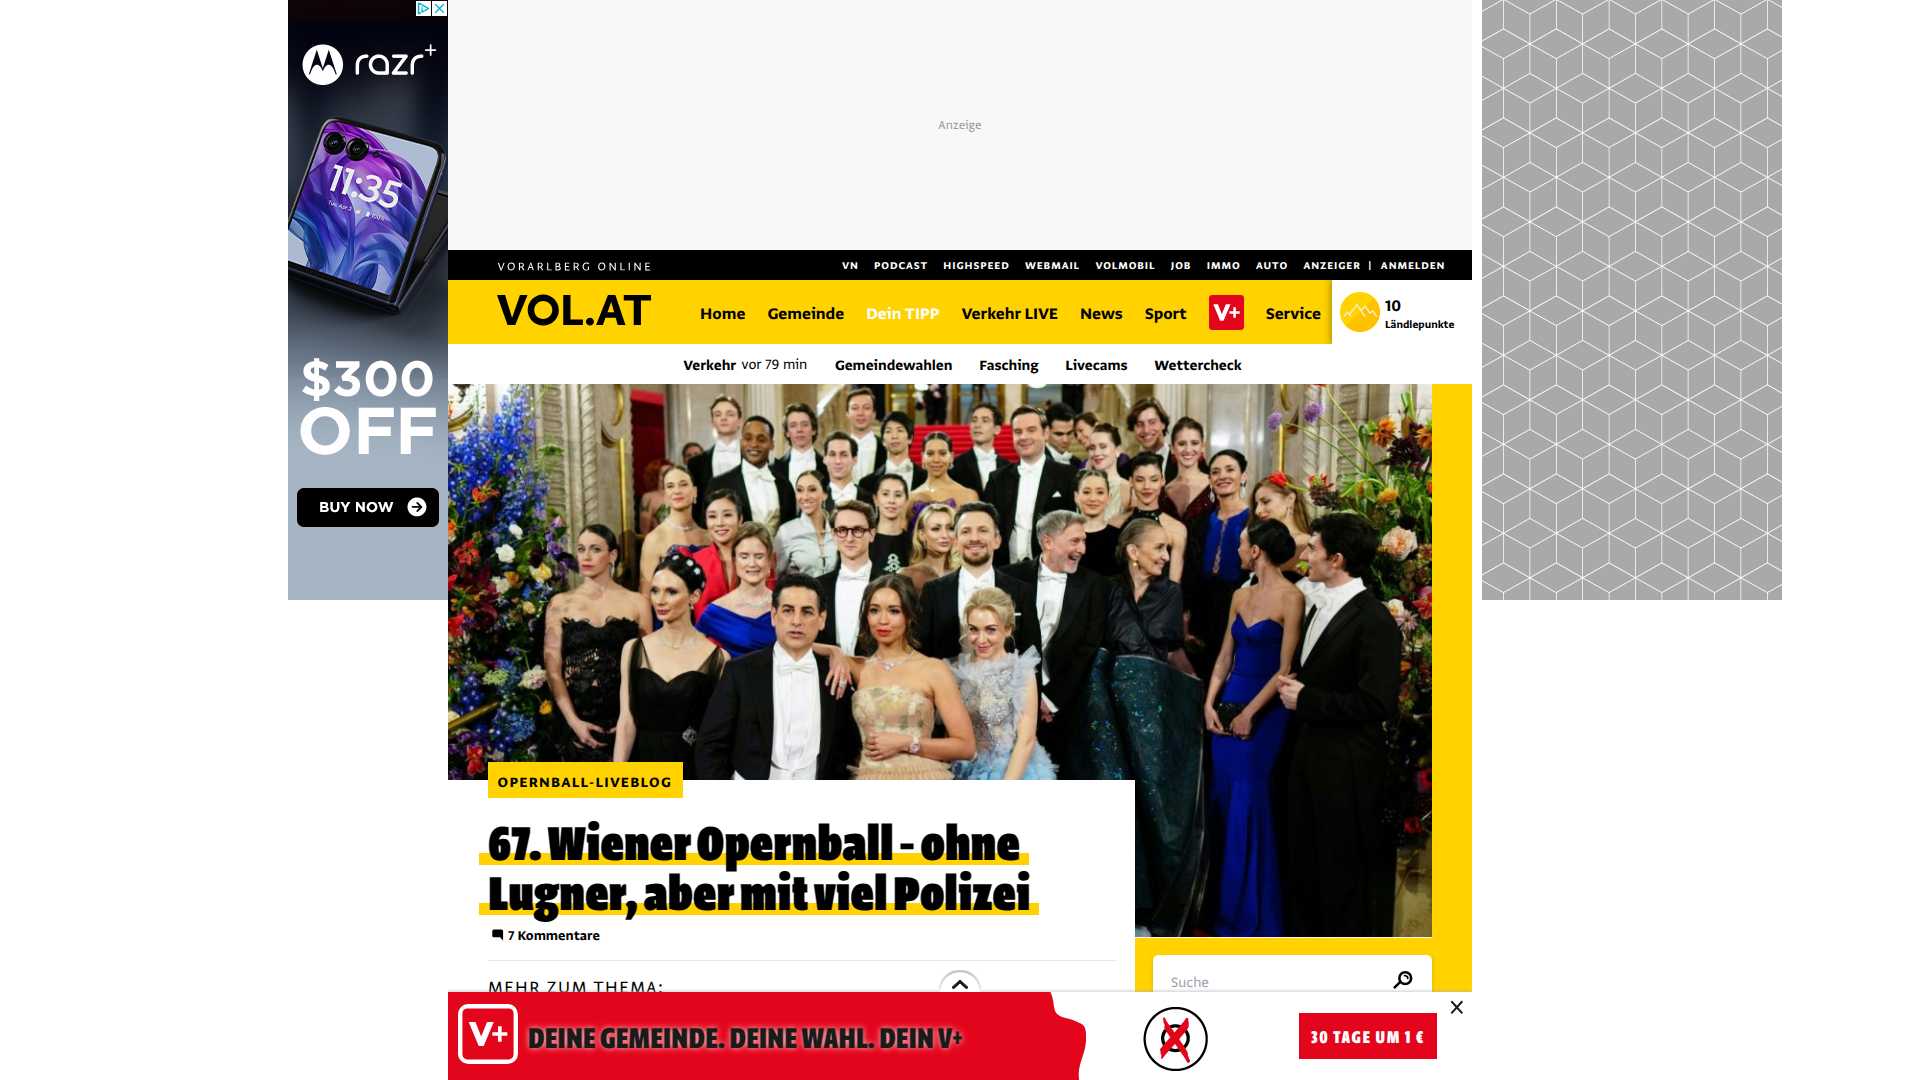 razr+
11:35
$300
OFF
BUY NOW
Anzeige
VORARLBERG ONLINE
VN PODCAST HIGHSPEED WEBMAIL VOLMOBIL JOB IMMO AUTO ANZEIGER | ANMELDEN
VOL.AT
Home Gemeinde Dein TIPP Verkehr LIVE News Sport V+ Service
10
Ländlepunkte
Verkehr vor 79 min Gemeindewahlen Fasching Livecams Wettercheck
OPERNBALL-LIVEBLOG
67. Wiener Opernball - ohne
Lugner, aber mit viel Polizei
7 Kommentare
MEHR ZUM THEMA:
Suche
V+ DEINE GEMEINDE. DEINE WAHL. DEIN V+
30 TAGE UM 1 €